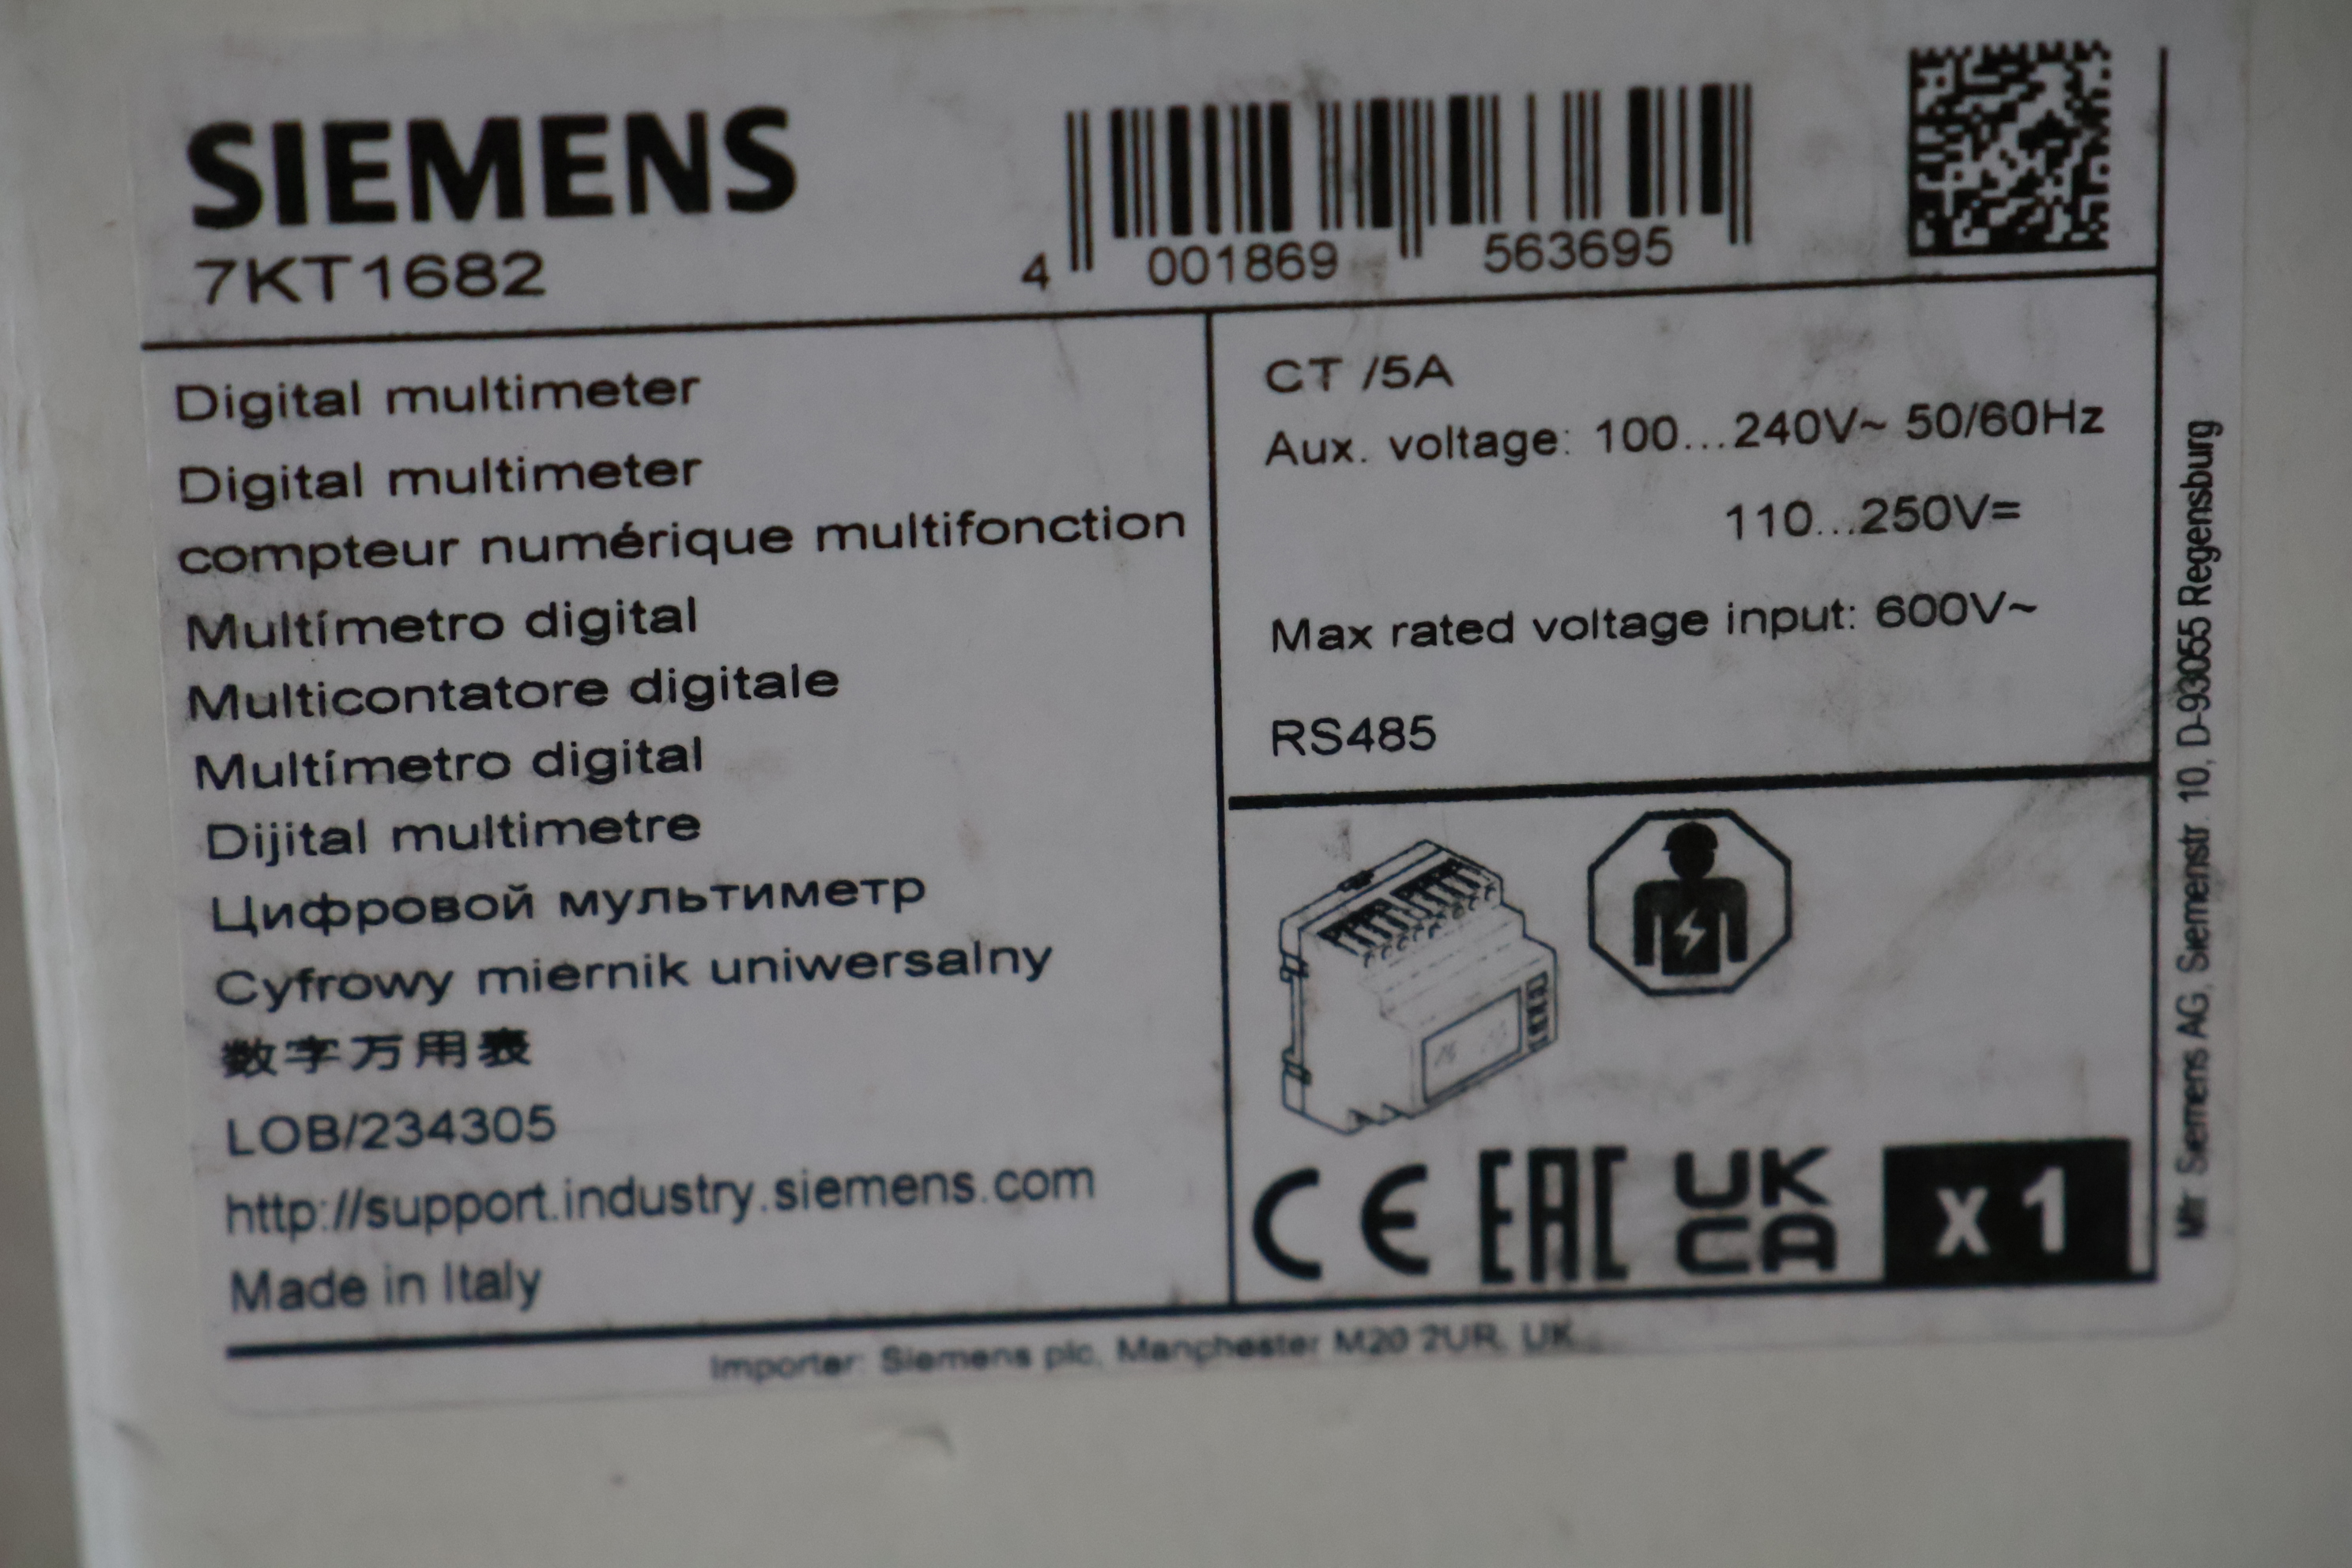 SIEMENS
7KT1682
4 001869 563695
Digital multimeter
Digital multimeter
compteur numérique multifonction
Multímetro digital
Multicontatore digitale
Multímetro digital
Dijital multimetre
Цифровой мультиметр
Cyfrowy miernik uniwersalny
数字万用表
LOB/234305
http://support.industry.siemens.com
Made in Italy
CT /5A
Aux. voltage: 100...240V~ 50/60Hz
110...250V=
Max rated voltage input: 600V~
RS485
CE EAC UK CA x 1
Mfr Siemens AG, Siemenstr. 10, D-93055 Regensburg
Importer: Siemens plc, Manchester M20 2UR, UK